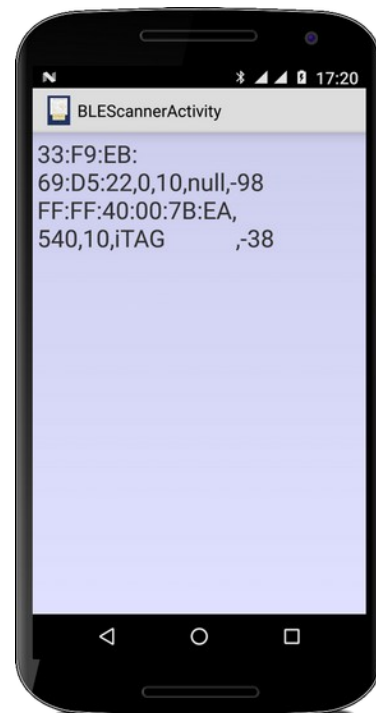 17:20
BLEScannerActivity
33:F9:EB:
69:D5:22,0,10,null,-98
FF:FF:40:00:7B:EA,
540,10,iTAG          ,-38